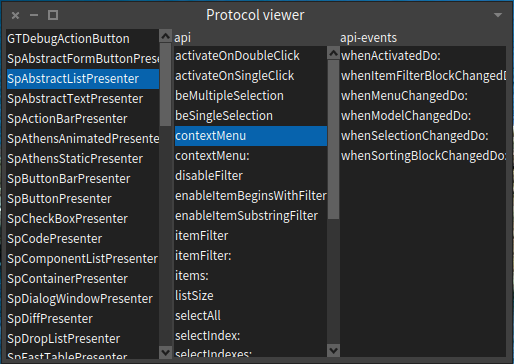 Protocol viewer
GTDebugActionButton
SpAbstractFormButtonPrese
SpAbstractListPresenter
SpAbstractTextPresenter
SpActionBarPresenter
SpAthensAnimatedPresente
SpAthensStaticPresenter
SpButtonBarPresenter
SpButtonPresenter
SpCheckBoxPresenter
SpCodePresenter
SpComponentListPresenter
SpContainerPresenter
SpDialogWindowPresenter
SpDiffPresenter
SpDropListPresenter
SpFastTablePresenter
api
activateOnDoubleClick
activateOnSingleClick
beMultipleSelection
beSingleSelection
contextMenu
contextMenu:
disableFilter
enableItemBeginsWithFilter
enableItemSubstringFilter
itemFilter
itemFilter:
items:
listSize
selectAll
selectIndex:
selectIndexes:
api-events
whenActivatedDo:
whenItemFilterBlockChangedD
whenMenuChangedDo:
whenModelChangedDo:
whenSelectionChangedDo:
whenSortingBlockChangedDo: